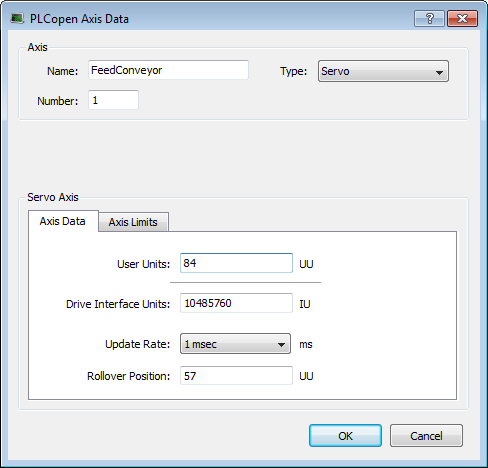 PLCopen Axis Data
Axis
Name: FeedConveyor Type: Servo
Number: 1
Servo Axis
Axis Data Axis Limits
User Units: 84 UU
Drive Interface Units: 10485760 IU
Update Rate: 1 msec ms
Rollover Position: 57 UU
OK Cancel